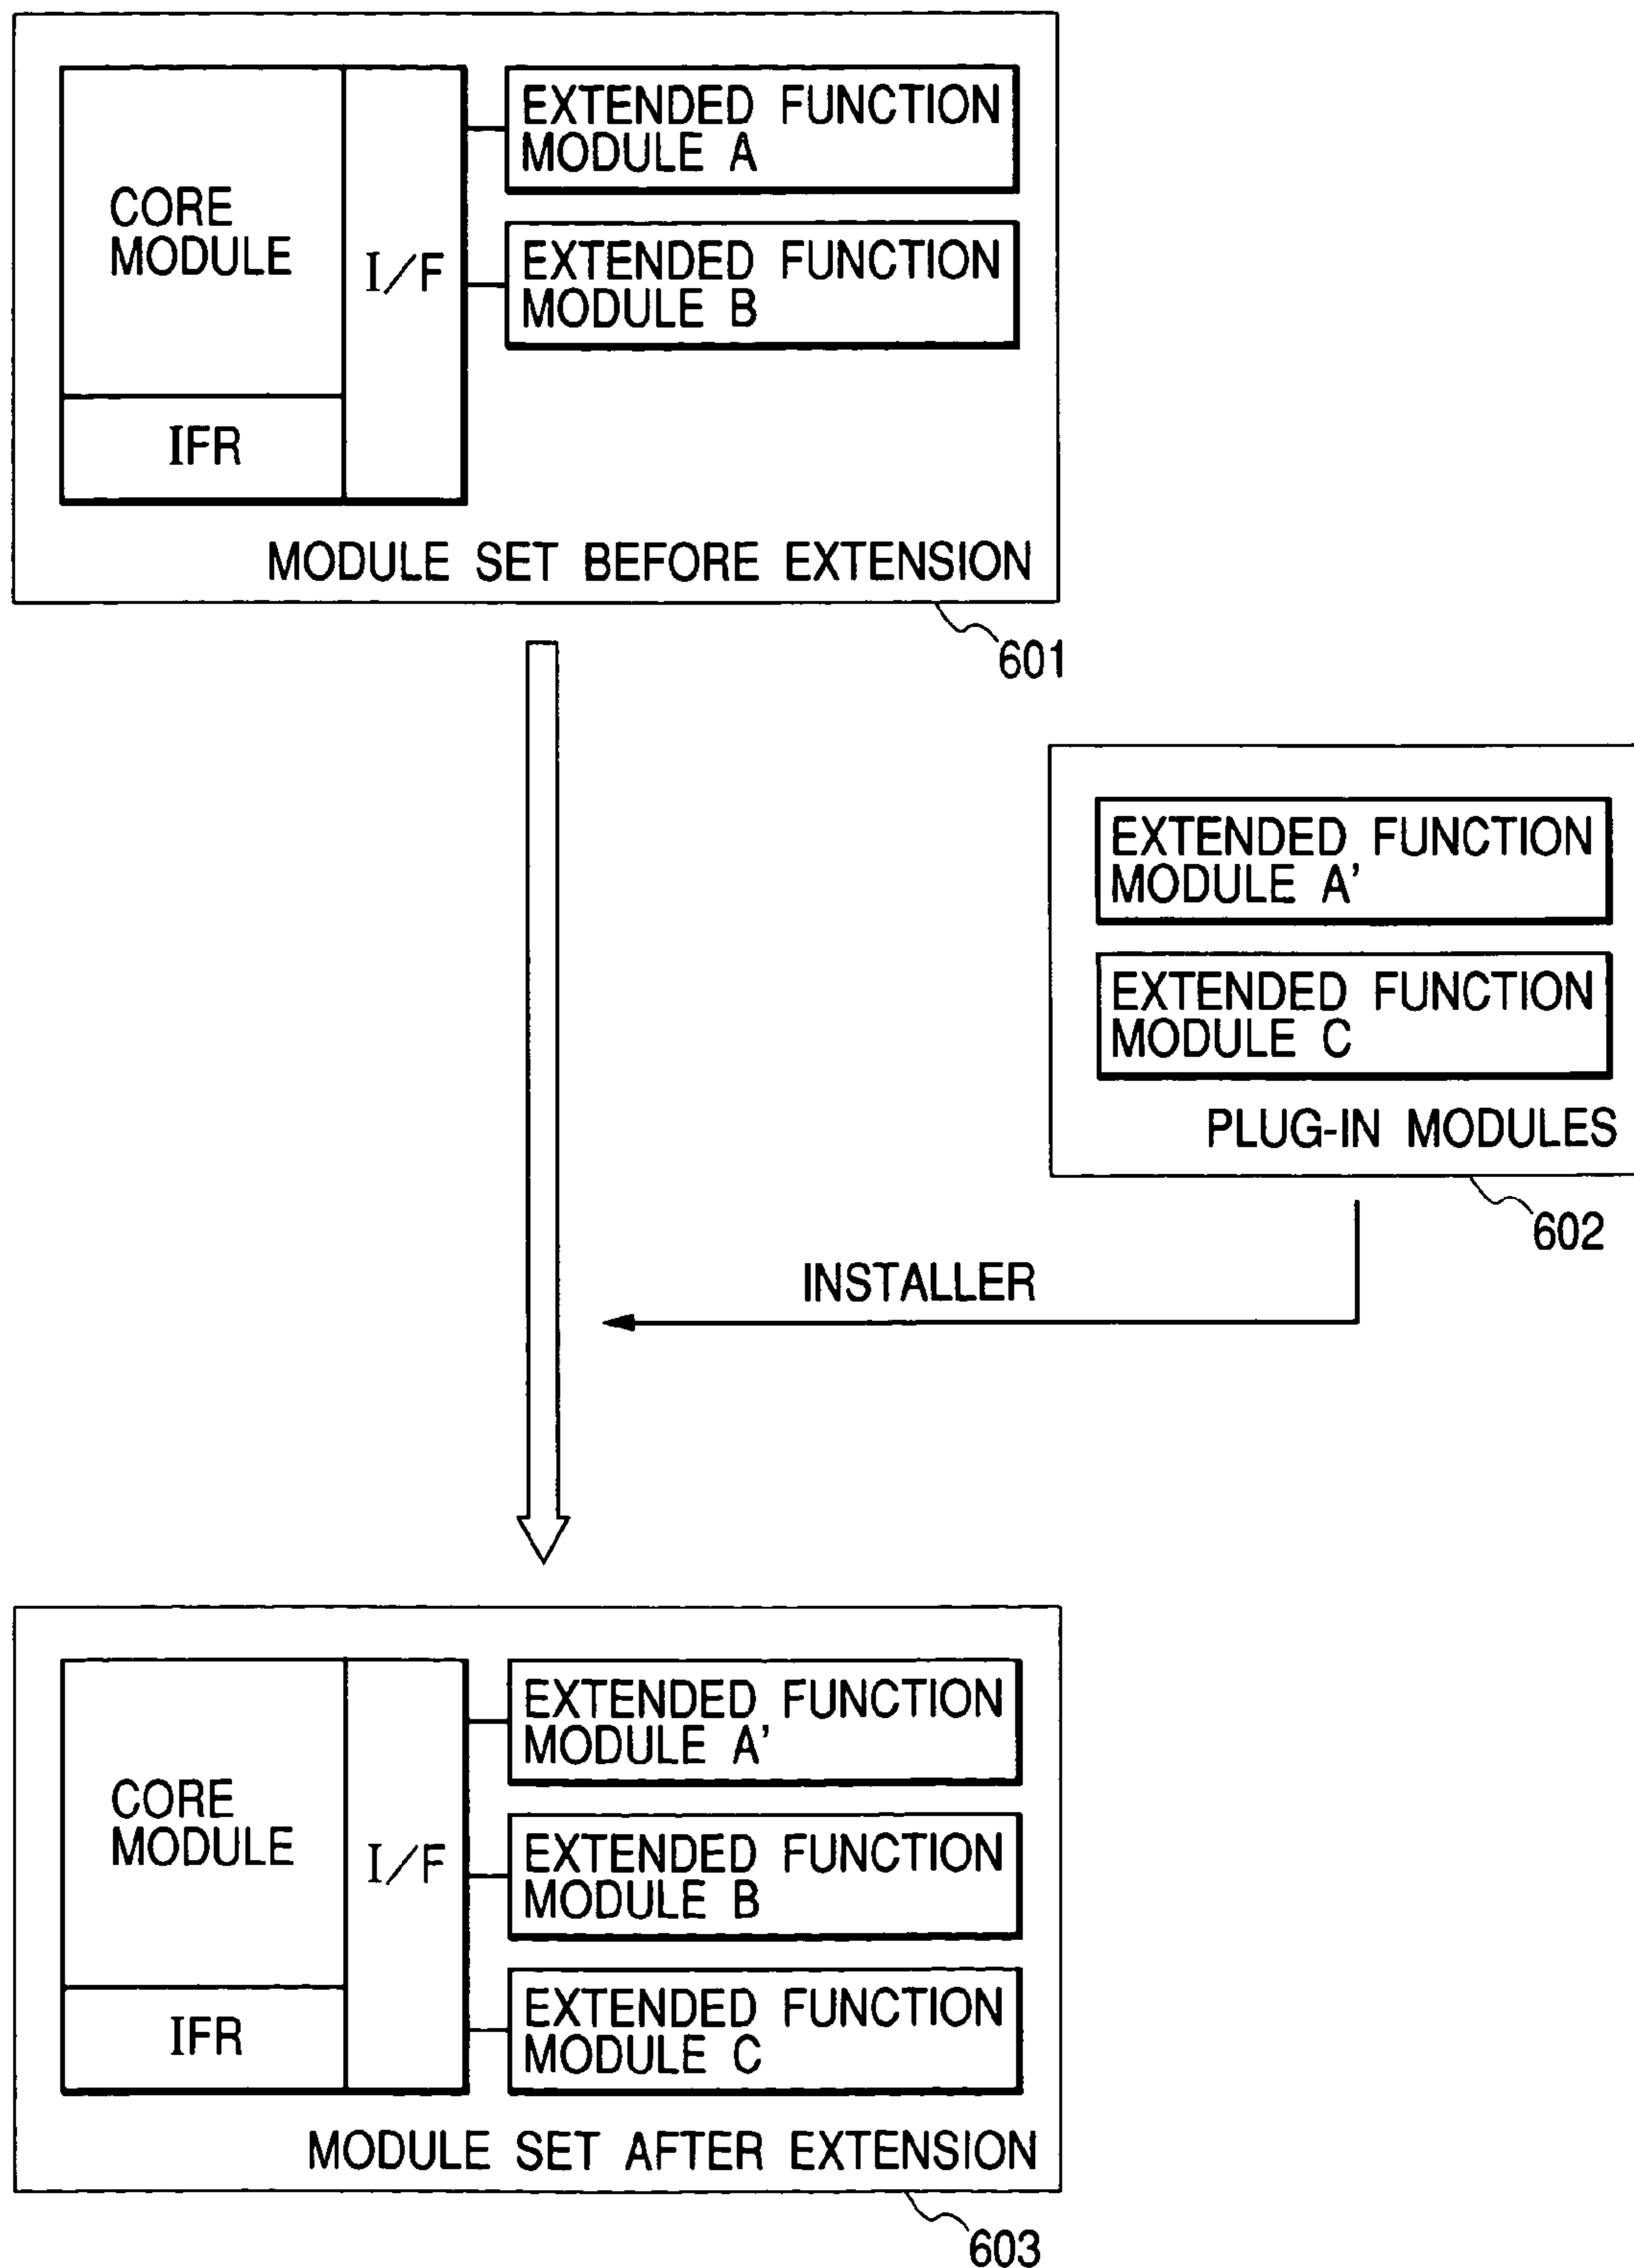 EXTENDED FUNCTION
MODULE A
CORE
MODULE
I/F
EXTENDED FUNCTION
MODULE B
IFR
MODULE SET BEFORE EXTENSION
601
EXTENDED FUNCTION
MODULE A'
EXTENDED FUNCTION
MODULE C
PLUG-IN MODULES
602
INSTALLER
EXTENDED FUNCTION
MODULE A'
CORE
MODULE
I/F
EXTENDED FUNCTION
MODULE B
IFR
EXTENDED FUNCTION
MODULE C
MODULE SET AFTER EXTENSION
603